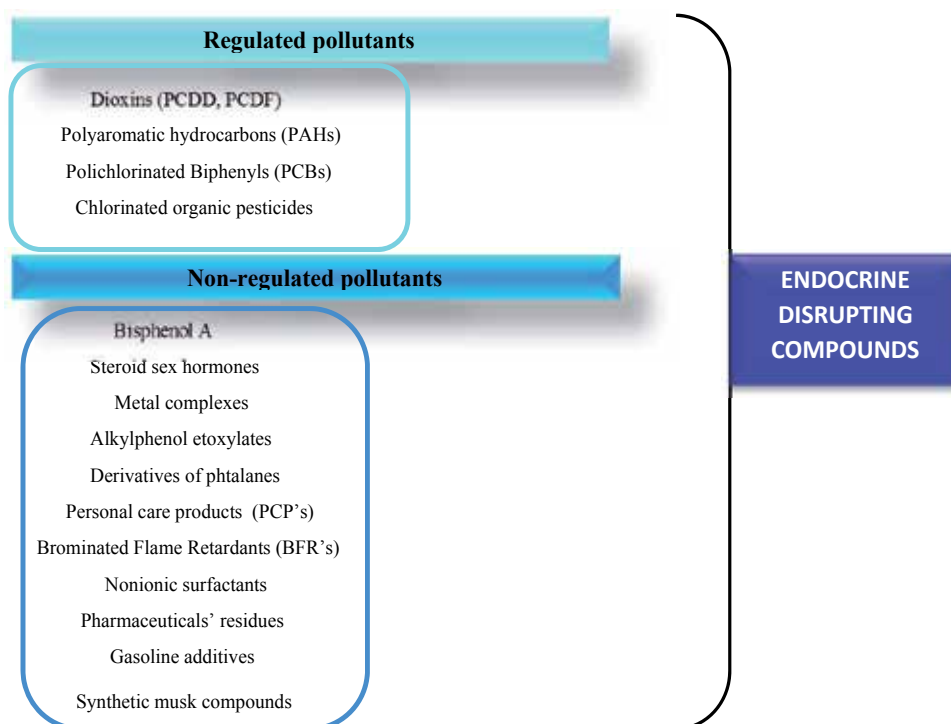 Regulated pollutants
Dioxins (PCDD, PCDF)
Polyaromatic hydrocarbons (PAHs)
Polichlorinated Biphenyls (PCBs)
Chlorinated organic pesticides
Non-regulated pollutants
Bisphenol A
Steroid sex hormones
Metal complexes
Alkylphenol etoxylates
Derivatives of phtalanes
Personal care products (PCP's)
Brominated Flame Retardants (BFR's)
Nonionic surfactants
Pharmaceuticals’ residues
Gasoline additives
Synthetic musk compounds
ENDOCRINE
DISRUPTING
COMPOUNDS